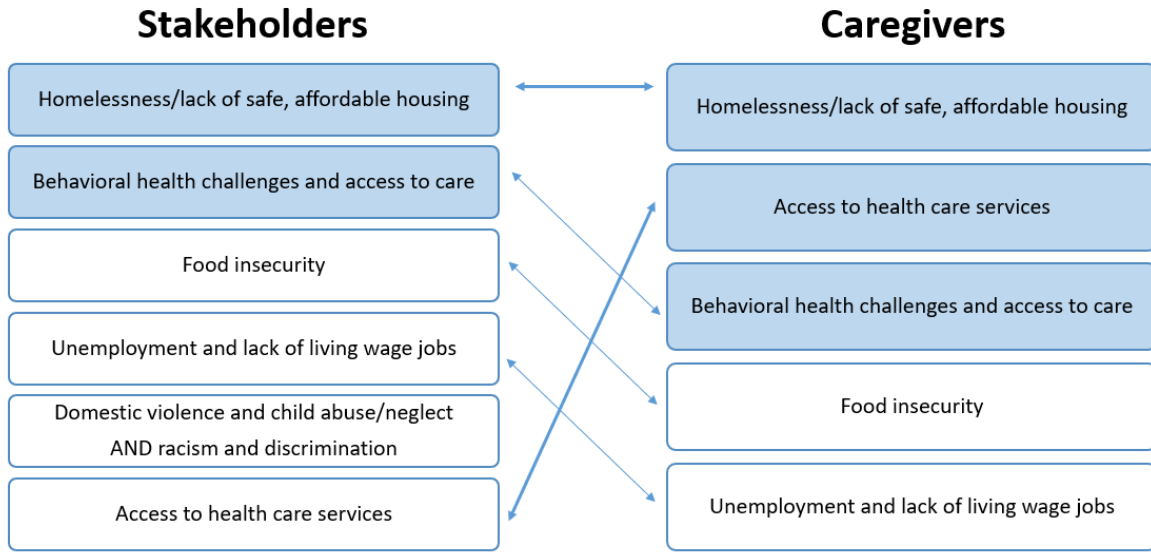 Stakeholders
Homelessness/lack of safe, affordable housing
Behavioral health challenges and access to care
Food insecurity
Unemployment and lack of living wage jobs
Domestic violence and child abuse/neglect
AND racism and discrimination
Access to health care services
Caregivers
Homelessness/lack of safe, affordable housing
Access to health care services
Behavioral health challenges and access to care
Food insecurity
Unemployment and lack of living wage jobs